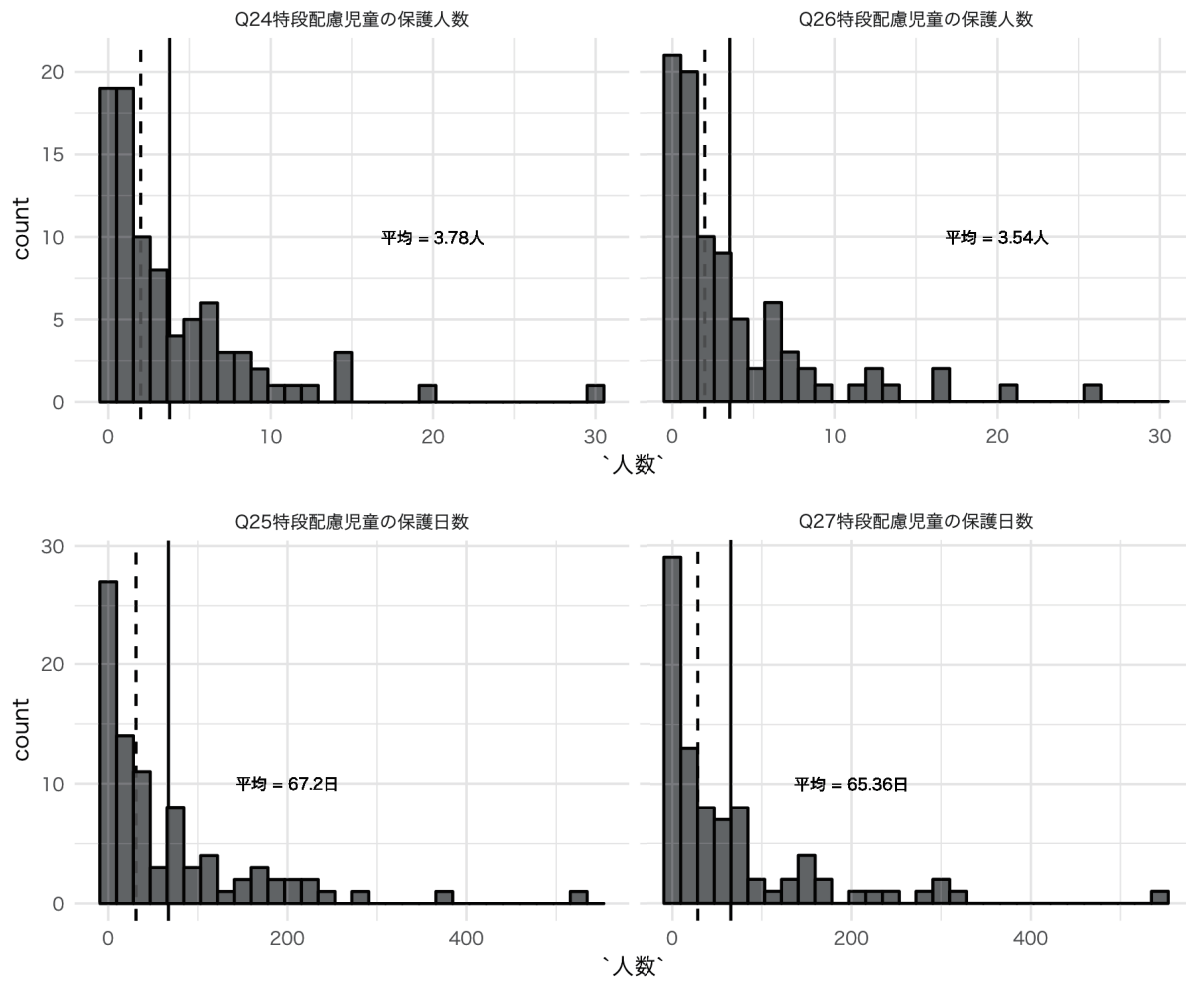 Q24特段配慮児童の保護人数
Q26特段配慮児童の保護人数
count
20
15
10
5
0
平均 = 3.78人
平均 = 3.54人
0 10 20 30
0 10 20 30
`人数`
Q25特段配慮児童の保護日数
Q27特段配慮児童の保護日数
count
30
20
10
0
平均 = 67.2日
平均 = 65.36日
0 200 400
0 200 400
`人数`